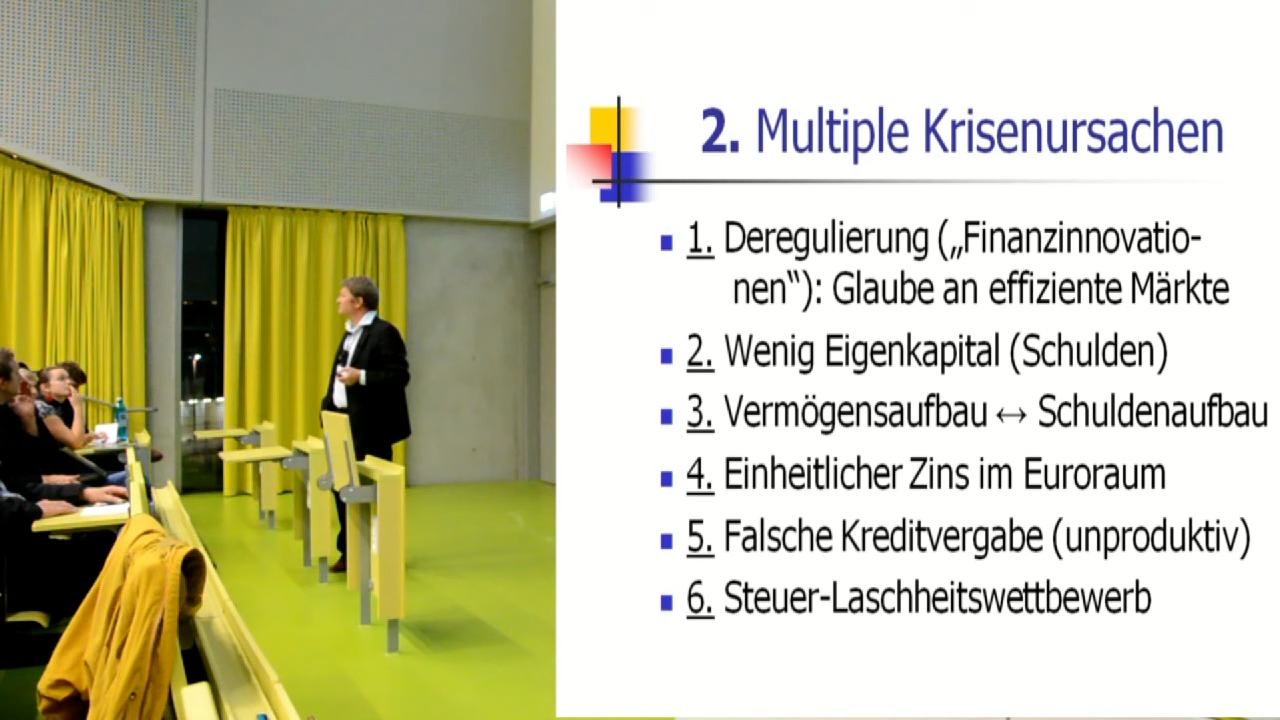 2. Multiple Krisenursachen
1. Deregulierung („Finanzinnovatio-
nen“): Glaube an effiziente Märkte
2. Wenig Eigenkapital (Schulden)
3. Vermögensaufbau ↔ Schuldenaufbau
4. Einheitlicher Zins im Euroraum
5. Falsche Kreditvergabe (unproduktiv)
6. Steuer-Laschheitswettbewerb